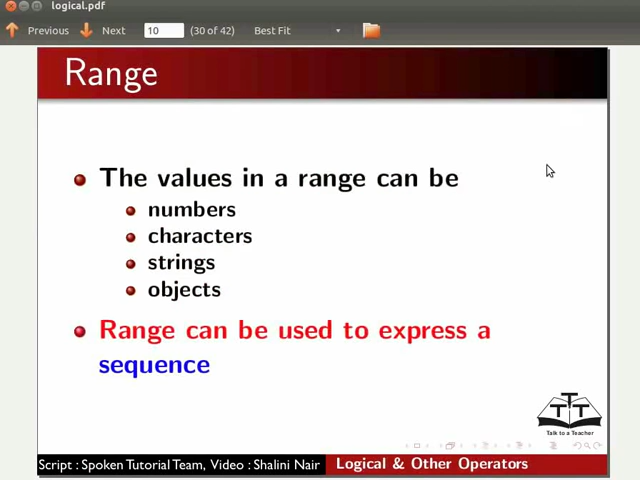 logical.pdf
Previous Next 10 (30 of 42) Best Fit
Range
The values in a range can be
numbers
characters
strings
objects
Range can be used to express a
sequence
TTT
Talk to a Teacher
Script : Spoken Tutorial Team, Video : Shalini Nair Logical & Other Operators